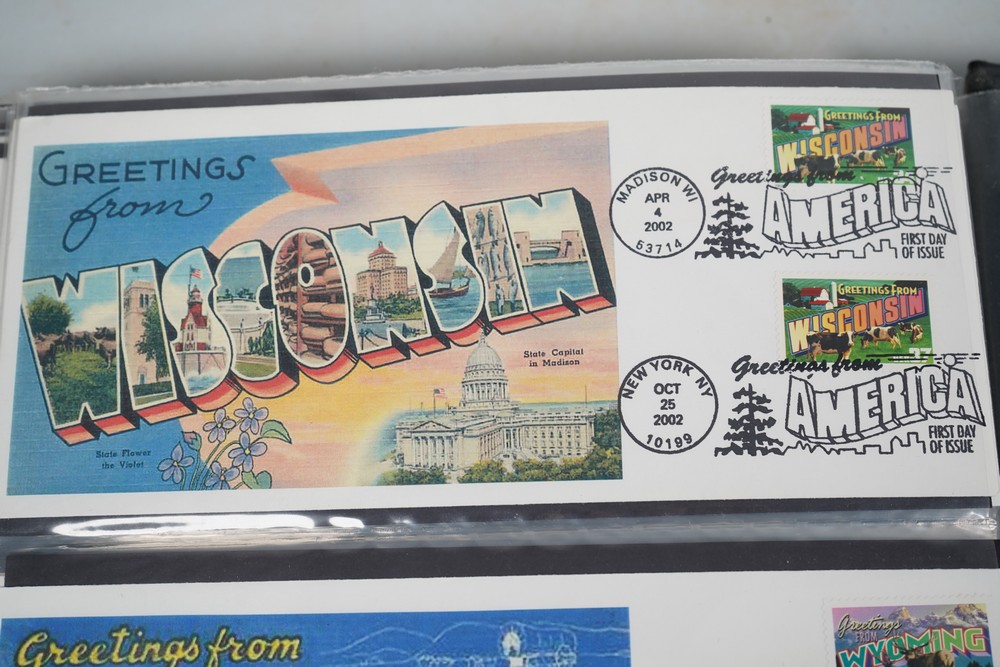 GREETINGS
from
WISCONSIN
State Capital
in Madison
State Flower
the Violet
GREETINGS FROM
WISCONSIN
MADISON WI
APR
4
2002
53714
Greetings from
AMERICA
FIRST DAY
OF ISSUE
GREETINGS FROM
WISCONSIN
37
NEW YORK NY
OCT
25
2002
10199
Greetings from
AMERICA
FIRST DAY
OF ISSUE
Greetings from
Greetings
FROM
WYOMING